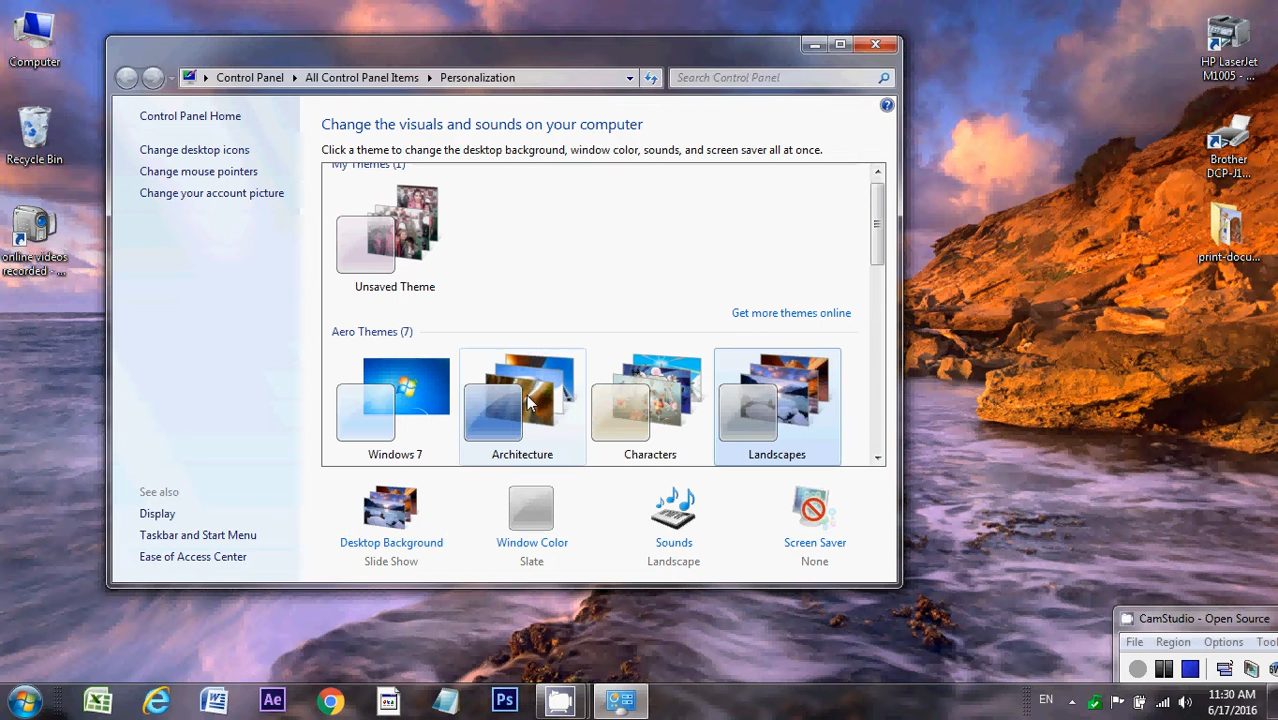 Computer
Recycle Bin
online videos
recorded - ...
Control Panel
All Control Panel Items
Personalization
Search Control Panel
Control Panel Home
Change desktop icons
Change mouse pointers
Change your account picture
See also
Display
Taskbar and Start Menu
Ease of Access Center
Change the visuals and sounds on your computer
Click a theme to change the desktop background, window color, sounds, and screen saver all at once.
My Themes (1)
Unsaved Theme
Get more themes online
Aero Themes (7)
Windows 7
Architecture
Characters
Landscapes
Desktop Background
Slide Show
Window Color
Slate
Sounds
Landscape
Screen Saver
None
HP LaserJet
M1005 - ...
Brother
DCP-J1...
print-docu...
CamStudio - Open Source
File Region Options Tool
Ae
Ps
EN
11:30 AM
6/17/2016